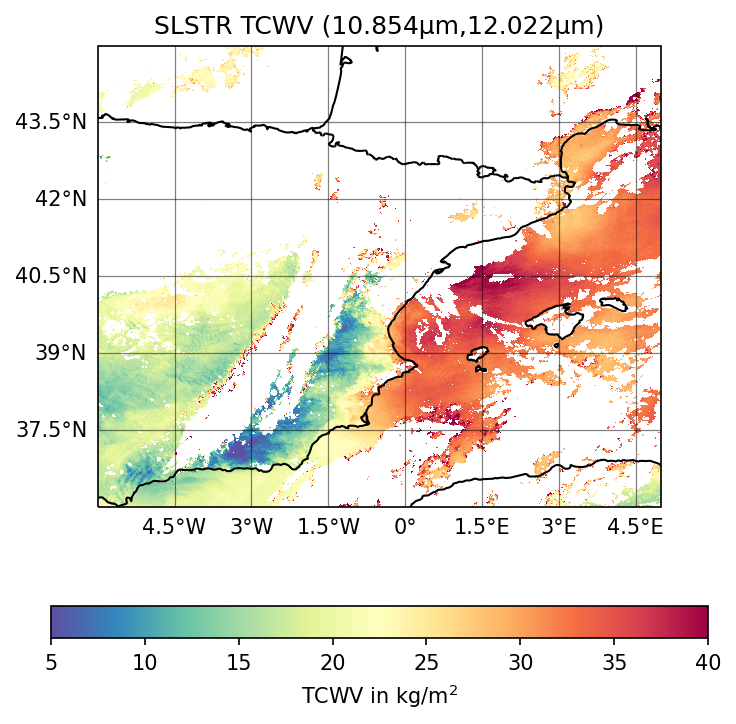 SLSTR TCWV (10.854μm,12.022μm)
43.5°N
42°N
40.5°N
39°N
37.5°N
4.5°W 3°W 1.5°W 0° 1.5°E 3°E 4.5°E
5 10 15 20 25 30 35 40
TCWV in kg/m²